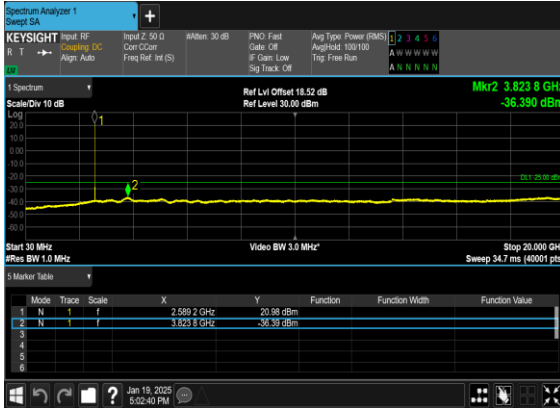 Spectrum Analyzer 1
Swept SA
+
KEYSIGHT
R T
LXI
Input: RF
Coupling: DC
Align: Auto
Input Z: 50 Ω
Corr CCorr
Freq Ref: Int (S)
#Atten: 30 dB
PNO: Fast
Gate: Off
IF Gain: Low
Sig Track: Off
Avg Type: Power (RMS)
Avg|Hold: 100/100
Trig: Free Run
1 2 3 4 5 6
A W W W W W
A N N N N N
1 Spectrum
Scale/Div 10 dB
Ref Lvl Offset 18.52 dB
Ref Level 30.00 dBm
Mkr2 3.823 8 GHz
-36.390 dBm
Log
20.0
10.0
0.00
-10.0
-20.0
-30.0
-40.0
-50.0
-60.0
1
2
DL1 -25.00 dBm
Start 30 MHz
#Res BW 1.0 MHz
Video BW 3.0 MHz*
Stop 20.000 GHz
Sweep 34.7 ms (40001 pts)
5 Marker Table
Mode Trace Scale X Y Function Function Width Function Value
1 N 1 f 2.589 2 GHz 20.98 dBm
2 N 1 f 3.823 8 GHz -36.39 dBm
3
4
5
6
?
Jan 19, 2025
5:02:40 PM